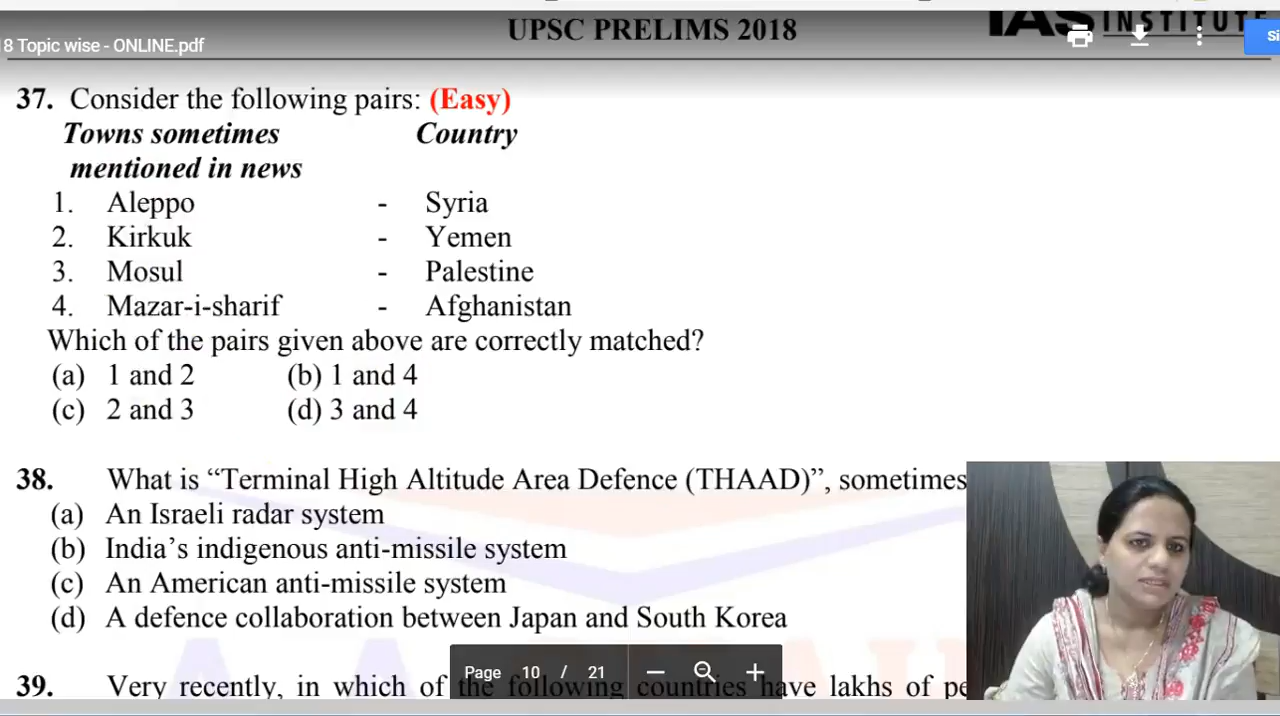 UPSC PRELIMS 2018
IAS INSTITUTE
8 Topic wise - ONLINE.pdf
37. Consider the following pairs: (Easy)
Towns sometimes Country
mentioned in news
1. Aleppo - Syria
2. Kirkuk - Yemen
3. Mosul - Palestine
4. Mazar-i-sharif - Afghanistan
Which of the pairs given above are correctly matched?
(a) 1 and 2 (b) 1 and 4
(c) 2 and 3 (d) 3 and 4
38. What is “Terminal High Altitude Area Defence (THAAD)”, sometimes
(a) An Israeli radar system
(b) India’s indigenous anti-missile system
(c) An American anti-missile system
(d) A defence collaboration between Japan and South Korea
Page 10 / 21
39. Very recently, in which of the following countries have lakhs of pe